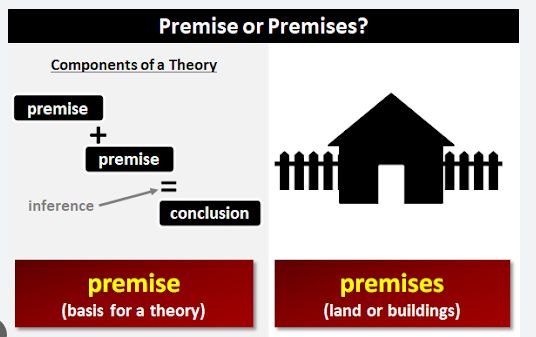 Premise or Premises?
Components of a Theory
premise
+
premise
=
inference
conclusion
premise
(basis for a theory)
premises
(land or buildings)